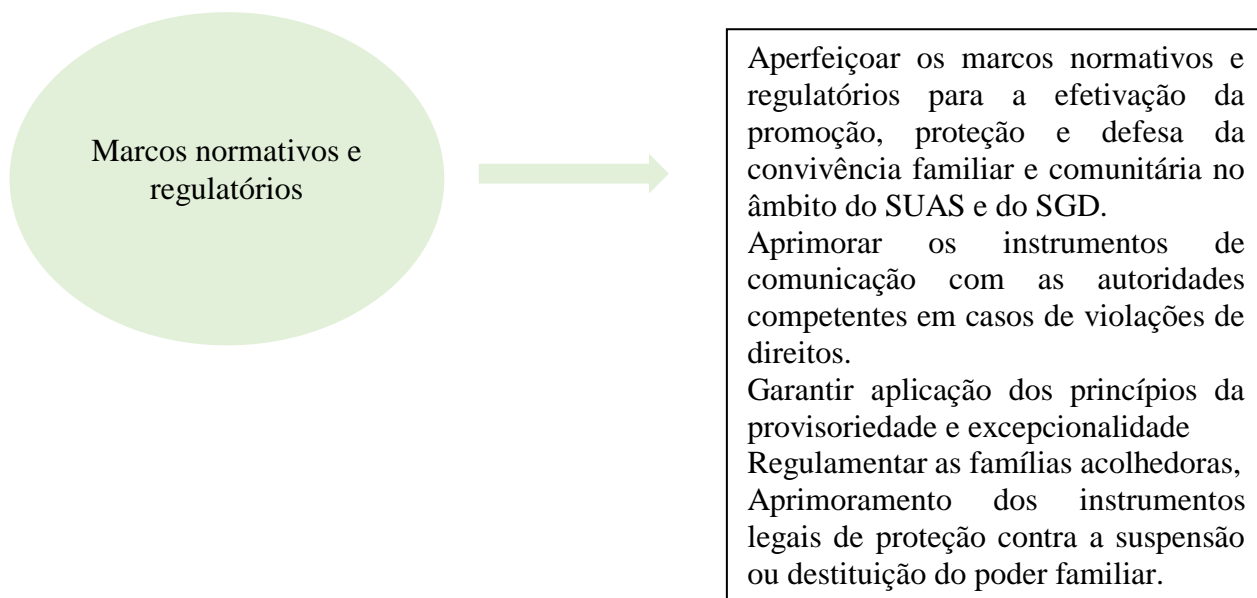 Marcos normativos e
regulatórios
Aperfeiçoar os marcos normativos e
regulatórios para a efetivação da
promoção, proteção e defesa da
convivência familiar e comunitária no
âmbito do SUAS e do SGD.
Aprimorar os instrumentos de
comunicação com as autoridades
competentes em casos de violações de
direitos.
Garantir aplicação dos princípios da
provisoriedade e excepcionalidade
Regulamentar as famílias acolhedoras,
Aprimoramento dos instrumentos
legais de proteção contra a suspensão
ou destituição do poder familiar.